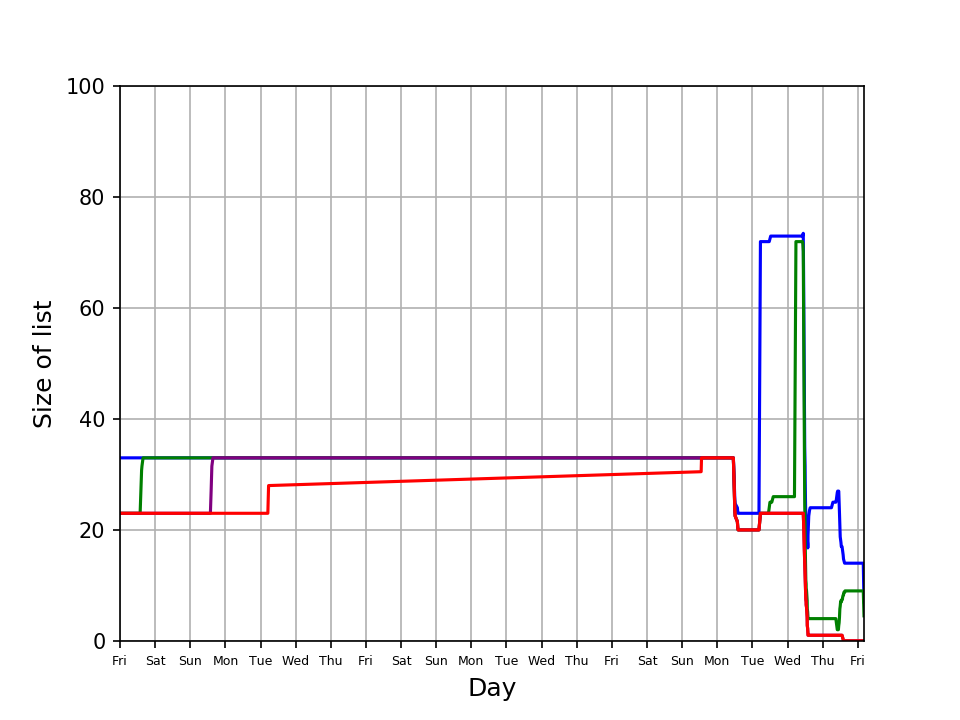 100
80
60
40
20
0
Size of list
Fri Sat Sun Mon Tue Wed Thu Fri Sat Sun Mon Tue Wed Thu Fri Sat Sun Mon Tue Wed Thu Fri
Day